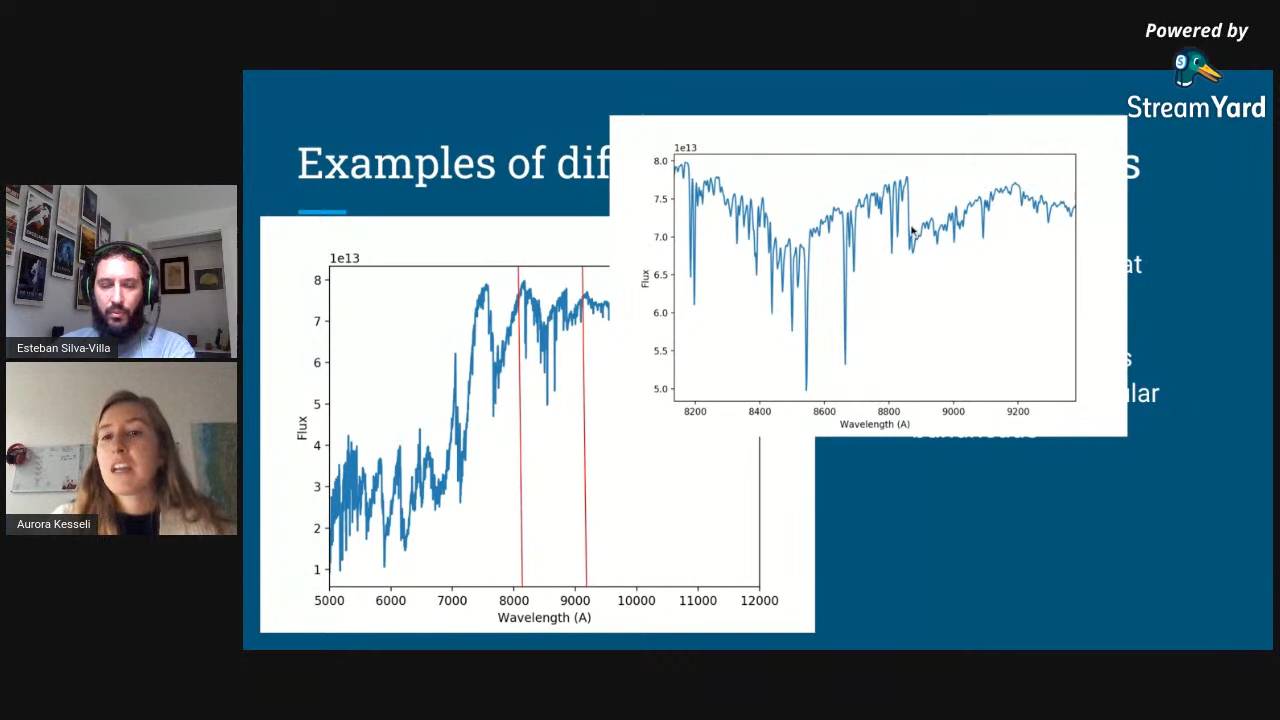 Powered by
StreamYard
Examples of dif
s
at
s
ular
1e13
8.0
7.5
7.0
6.5
6.0
5.5
5.0
Flux
8200 8400 8600 8800 9000 9200
Wavelength (A)
1e13
8
7
6
5
4
3
2
1
Flux
5000 6000 7000 8000 9000 10000 11000 12000
Wavelength (A)
Esteban Silva-Villa
Aurora Kesseli